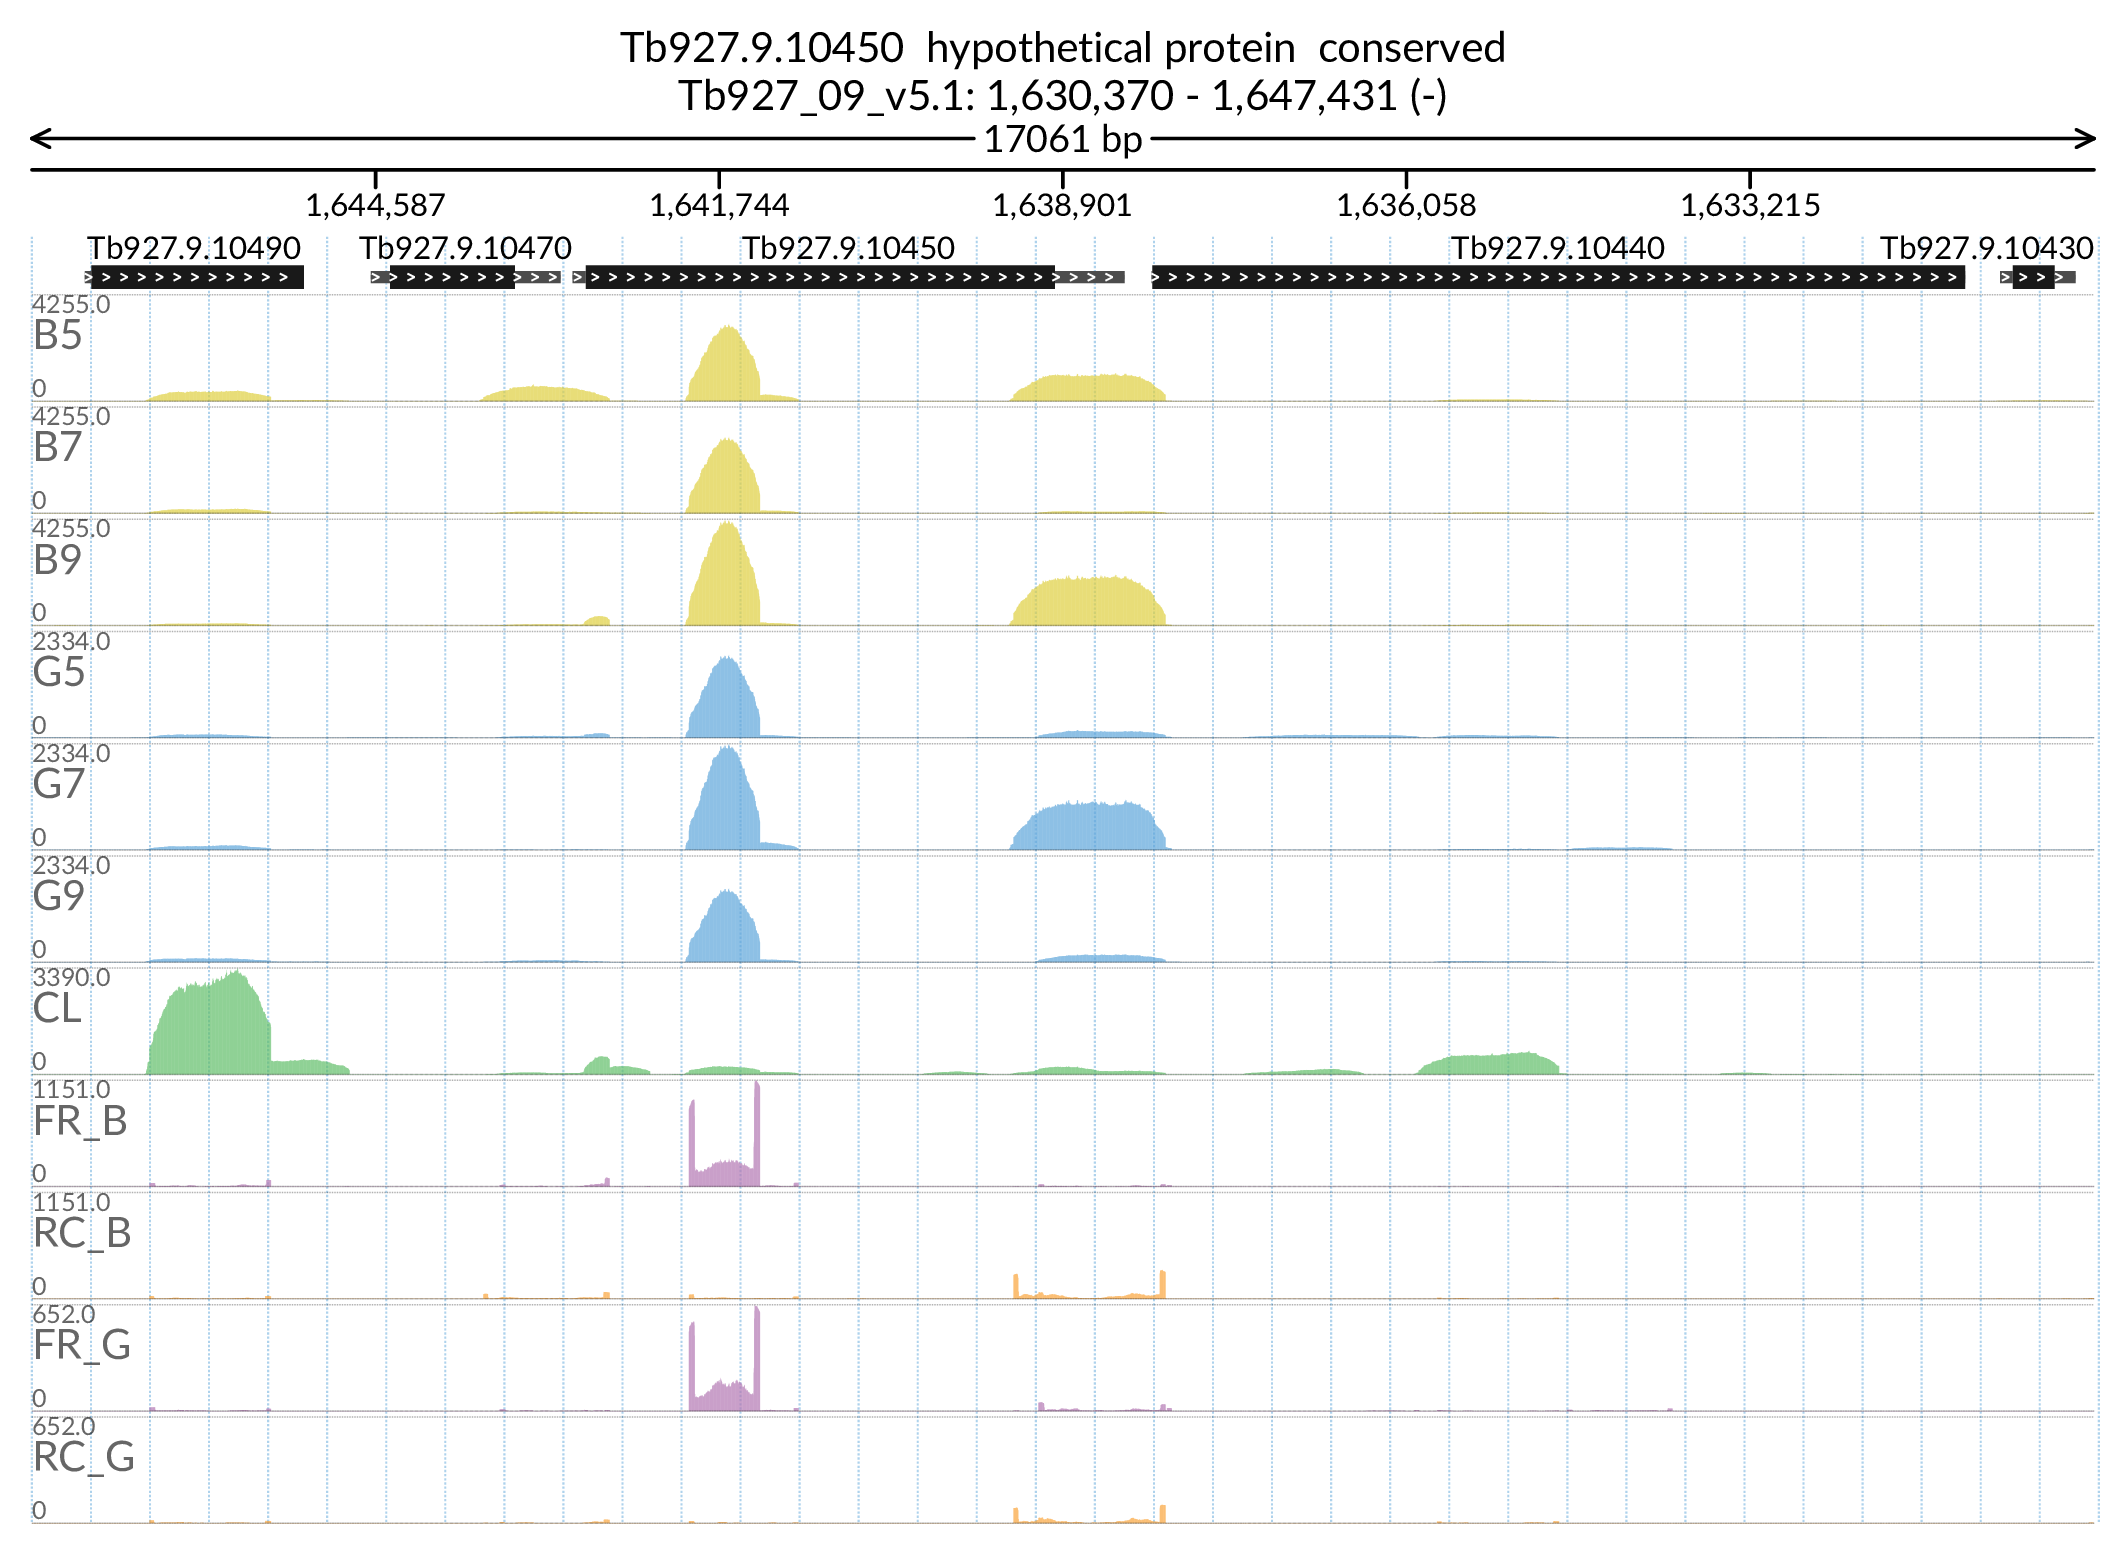 Tb927.9.10450  hypothetical protein  conserved
Tb927_09_v5.1: 1,630,370 - 1,647,431 (-)
17061 bp
1,644,587 1,641,744 1,638,901 1,636,058 1,633,215
Tb927.9.10490 Tb927.9.10470 Tb927.9.10450 Tb927.9.10440 Tb927.9.10430
4255.0
B5
0
4255.0
B7
0
4255.0
B9
0
2334.0
G5
0
2334.0
G7
0
2334.0
G9
0
3390.0
CL
0
1151.0
FR_B
0
1151.0
RC_B
0
652.0
FR_G
0
652.0
RC_G
0